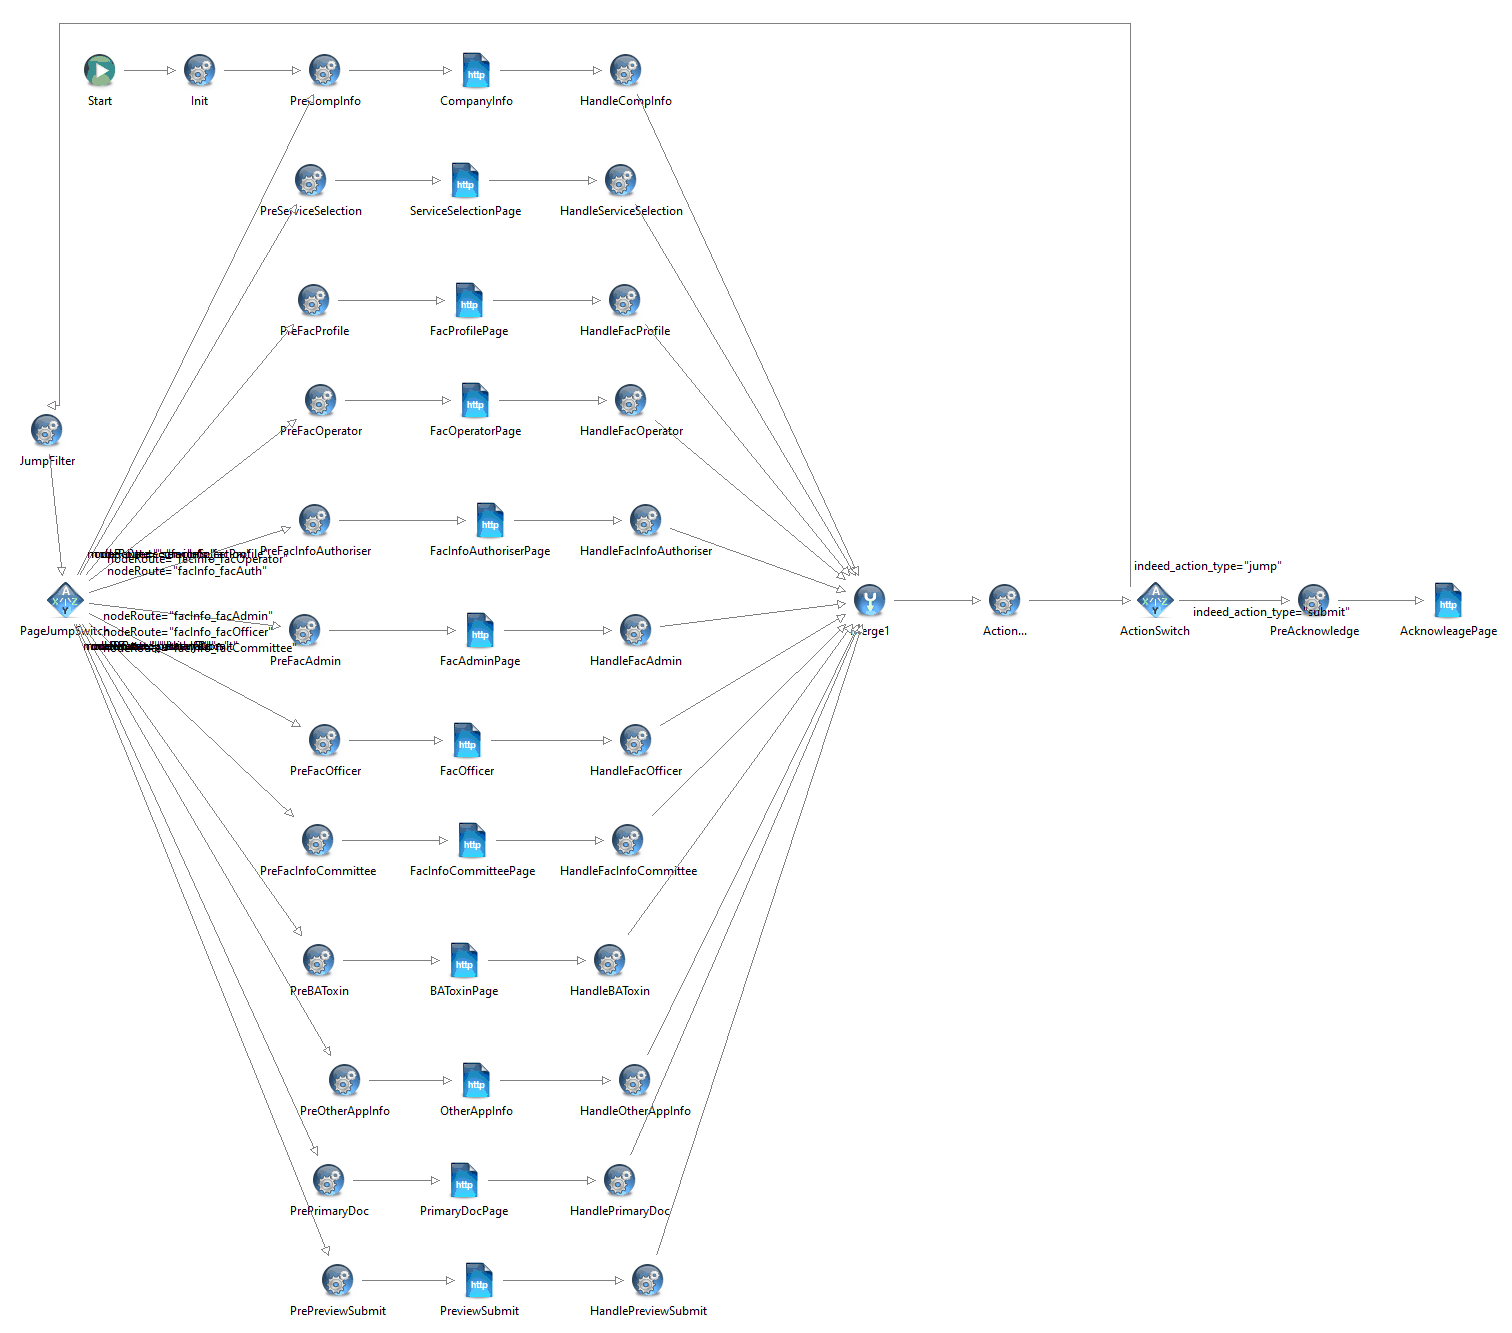 Start
Init
PreCompInfo
http
CompanyInfo
HandleCompInfo
PreServiceSelection
http
ServiceSelectionPage
HandleServiceSelection
PreFacProfile
http
FacProfilePage
HandleFacProfile
PreFacOperator
http
FacOperatorPage
HandleFacOperator
JumpFilter
PreFacInfoAuthoriser
http
FacInfoAuthoriserPage
HandleFacInfoAuthoriser
nodeRoute="facInfo_facOperator"
nodeRoute="facInfo_facAuth"
indeed_action_type="jump"
A
X
Z
Y
PageJumpSwitch
nodeRoute="facInfo_facAdmin"
nodeRoute="facInfo_facOfficer"
nodeRoute="facInfo_facCommittee"
PreFacAdmin
http
FacAdminPage
HandleFacAdmin
Action...
A
X
Z
Y
ActionSwitch
indeed_action_type="submit"
PreAcknowledge
http
AcknowleagePage
PreFacOfficer
http
FacOfficer
HandleFacOfficer
PreFacInfoCommittee
http
FacInfoCommitteePage
HandleFacInfoCommittee
PreBAToxin
http
BAToxinPage
HandleBAToxin
PreOtherAppInfo
http
OtherAppInfo
HandleOtherAppInfo
PrePrimaryDoc
http
PrimaryDocPage
HandlePrimaryDoc
PrePreviewSubmit
http
PreviewSubmit
HandlePreviewSubmit